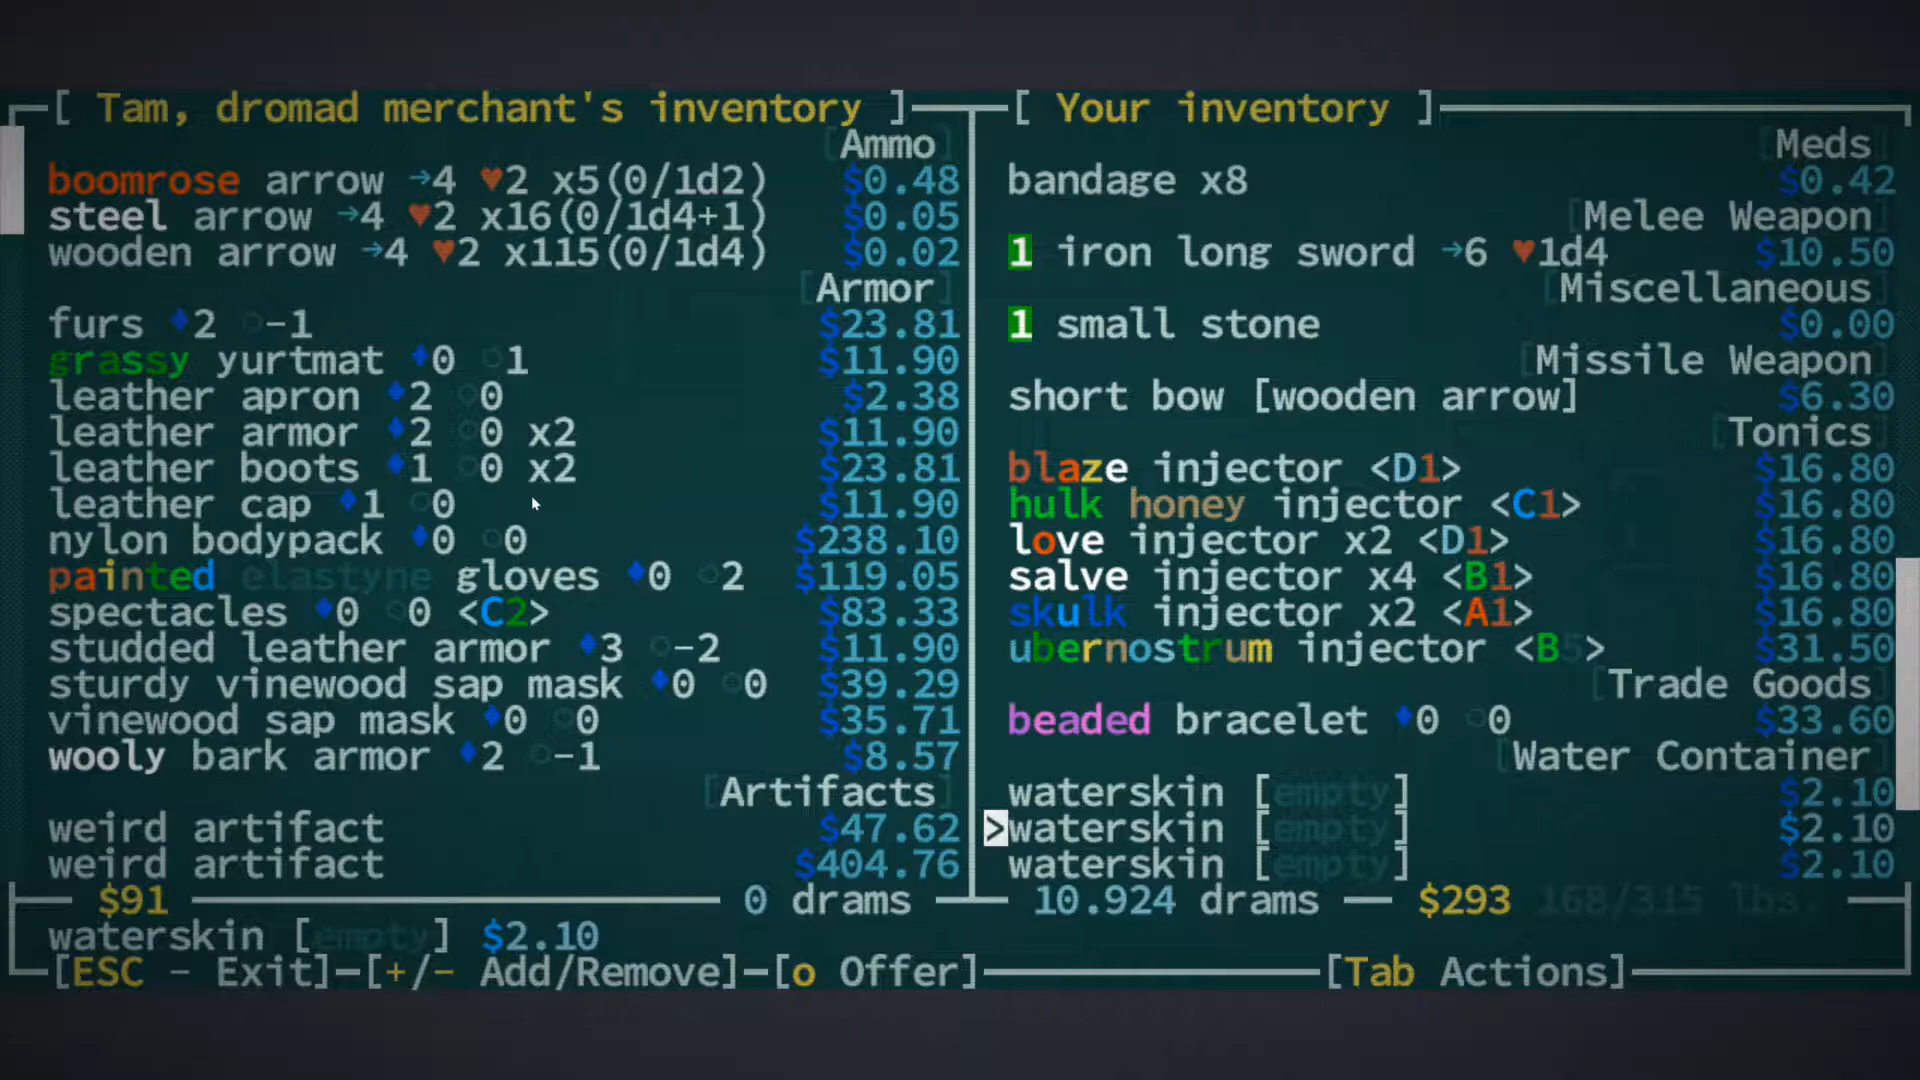 [ Tam, dromad merchant's inventory ]
[Ammo]
boomrose arrow →4 ♥2 x5(0/1d2) $0.48
steel arrow →4 ♥2 x16(0/1d4+1) $0.05
wooden arrow →4 ♥2 x115(0/1d4) $0.02
[Armor]
furs ♦2 ○-1 $23.81
grassy yurtmat ♦0 ○1 $11.90
leather apron ♦2 ○0 $2.38
leather armor ♦2 ○0 x2 $11.90
leather boots ♦1 ○0 x2 $23.81
leather cap ♦1 ○0 $11.90
nylon bodypack ♦0 ○0 $238.10
painted elastyne gloves ♦0 ○2 $119.05
spectacles ♦0 ○0 <C2> $83.33
studded leather armor ♦3 ○-2 $11.90
sturdy vinewood sap mask ♦0 ○0 $39.29
vinewood sap mask ♦0 ○0 $35.71
wooly bark armor ♦2 ○-1 $8.57
[Artifacts]
weird artifact $47.62
weird artifact $404.76
$91 0 drams
[ Your inventory ]
[Meds]
bandage x8 $0.42
[Melee Weapon]
1 iron long sword →6 ♥1d4 $10.50
[Miscellaneous]
1 small stone $0.00
[Missile Weapon]
short bow [wooden arrow] $6.30
[Tonics]
blaze injector <D1> $16.80
hulk honey injector <C1> $16.80
love injector x2 <D1> $16.80
salve injector x4 <B1> $16.80
skulk injector x2 <A1> $16.80
ubernostrum injector <B5> $31.50
[Trade Goods]
beaded bracelet ♦0 ○0 $33.60
[Water Container]
waterskin [empty] $2.10
>waterskin [empty] $2.10
waterskin [empty] $2.10
10.924 drams — $293 168/315 lbs.
waterskin [empty] $2.10
[ESC - Exit]-[+/- Add/Remove]-[o Offer] [Tab Actions]